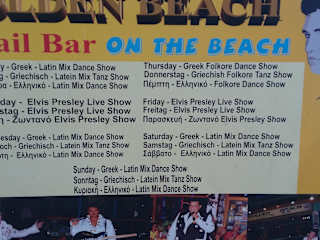 OLDEN BEACH
ail Bar ON THE BEACH
y - Greek - Latin Mix Dance Show
g - Griechisch - Latein Mix Tanz Show
α - Ελληνικό - Latin Mix Dance Show
day - Elvis Presley Live Show
stag - Elvis Presley Live Show
η - Ζωντανό Elvis Presley Show
esday - Greek - Latin Mix Dance Show
och - Griechisch - Latein Mix Tanz Show
τη - Ελληνικό - Latin Mix Dance Show
Thursday - Greek Folkore Dance Show
Donnerstag - Griechish Folkore Tanz Show
Πέμπτη - Ελληνικό - Folkore Dance Show
Friday - Elvis Presley Live Show
Freitag - Elvis Presley Live Show
Παρασκευή - Ζωντανό Elvis Presley Show
Saturday - Greek - Latin Mix Dance Show
Samstag - Griechisch - Latein Mix Tanz Show
Σάββατο - Ελληνικό - Latin Mix Dance Show
Sunday - Greek - Latin Mix Dance Show
Sonntag - Griechisch - Latein Mix Tanz Show
Κυριακή - Ελληνικό - Latin Mix Dance Show